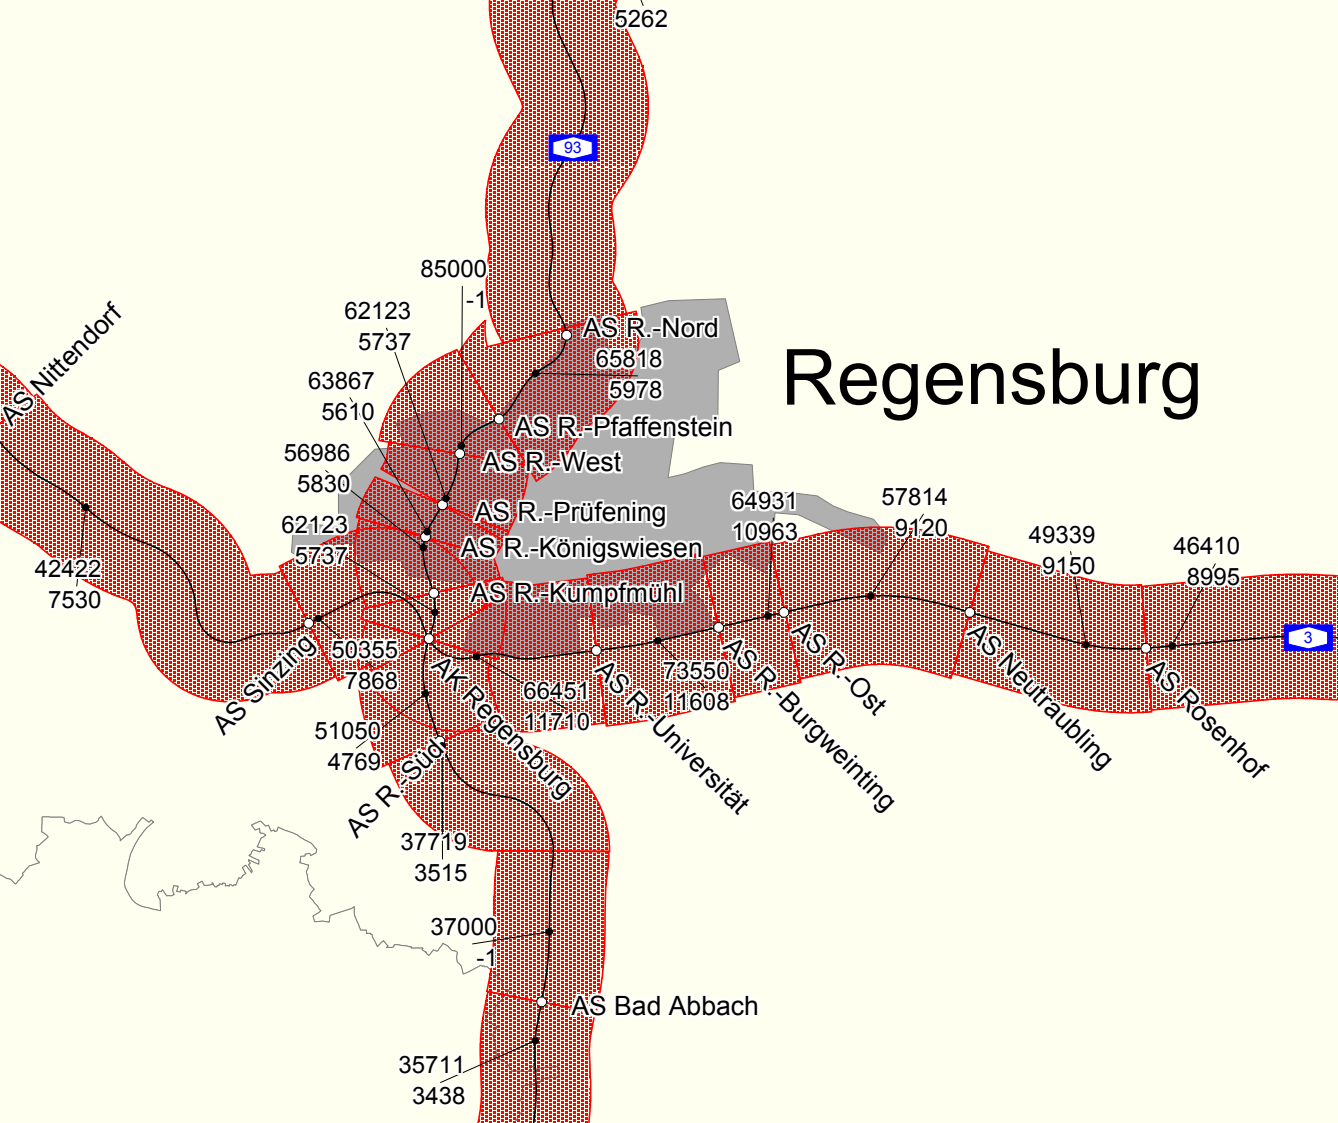 5262
93
85000
-1
62123
5737
AS R.-Nord
65818
5978
Regensburg
AS Nittendorf
63867
5610
AS R.-Pfaffenstein
56986
5830
AS R.-West
64931
10963
57814
9120
AS R.-Prüfening
62123
5737
AS R.-Königswiesen
49339
9150
46410
8995
42422
7530
AS R.-Kumpfmühl
3
AS Sinzing
50355
7868
AK Regensburg
66451
11710
AS R.-Universität
73550
11608
AS R.-Burgweinting
AS R.-Ost
AS Neutraubling
AS Rosenhof
51050
4769
AS R.-Süd
37719
3515
37000
-1
AS Bad Abbach
35711
3438